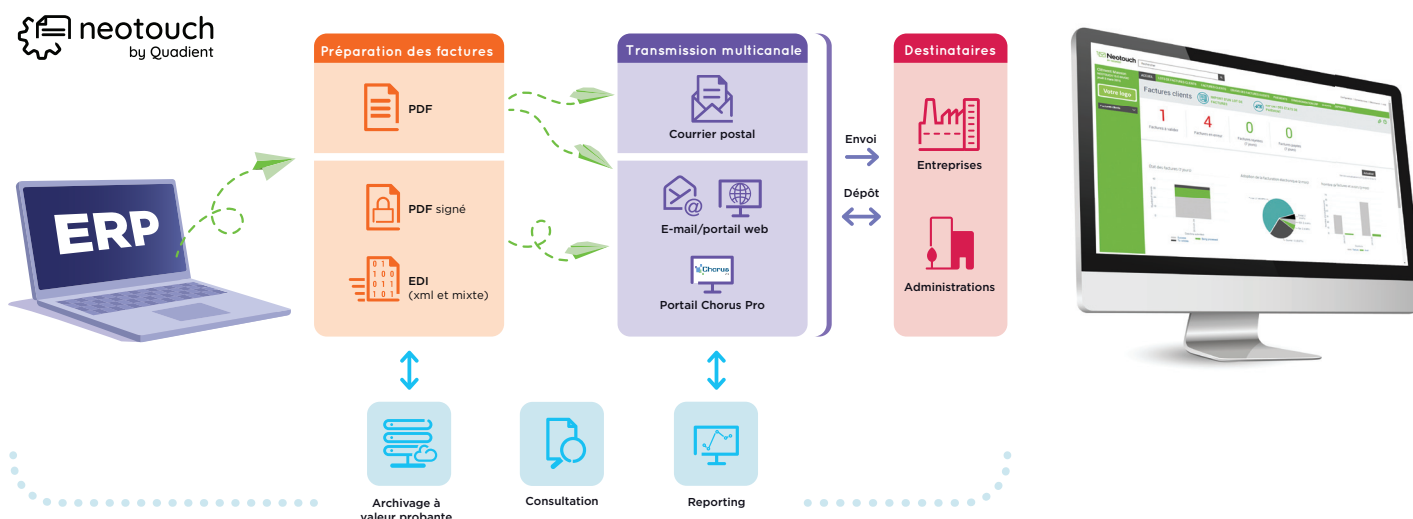 neotouch
by Quadient
ERP
Préparation des factures
PDF
PDF signé
EDI
(xml et mixte)
Transmission multicanale
Courrier postal
E-mail/portail web
Chorus
Portail Chorus Pro
Envoi
Dépôt
Destinataires
Entreprises
Administrations
Archivage à
valeur probante
Consultation
Reporting
Neotouch
Votre logo
Factures clients
1
4
0
0